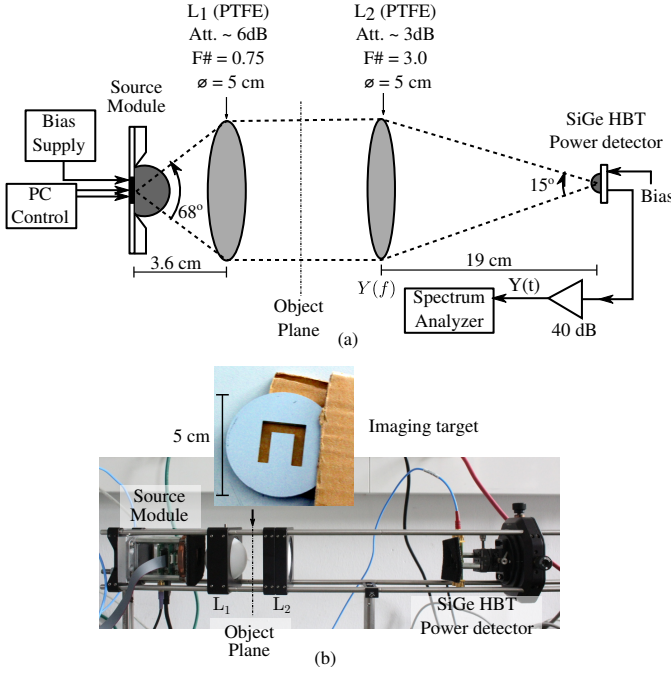 L₁ (PTFE)
Att. ~ 6dB
F# = 0.75
ø = 5 cm
L₂ (PTFE)
Att. ~ 3dB
F# = 3.0
ø = 5 cm
Source
Module
Bias
Supply
PC
Control
SiGe HBT
Power detector
68º
15º
Bias
3.6 cm
19 cm
Object
Plane
Y(f)
Spectrum
Analyzer
Y(t)
40 dB
(a)
5 cm
Imaging target
Source
Module
L₁
L₂
Object
Plane
SiGe HBT
Power detector
(b)